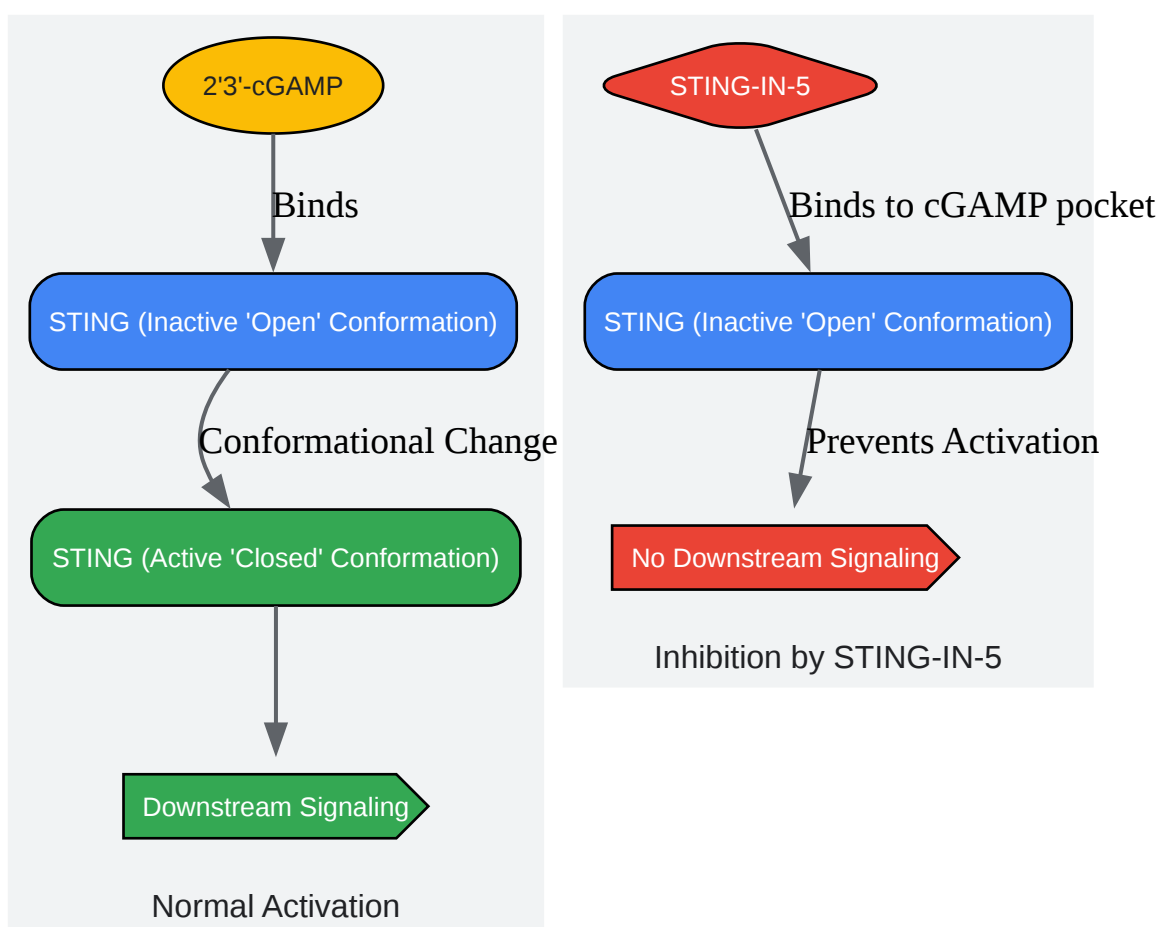 2'3'-cGAMP
Binds
STING (Inactive 'Open' Conformation)
Conformational Change
STING (Active 'Closed' Conformation)
Downstream Signaling
Normal Activation
STING-IN-5
Binds to cGAMP pocket
STING (Inactive 'Open' Conformation)
Prevents Activation
No Downstream Signaling
Inhibition by STING-IN-5